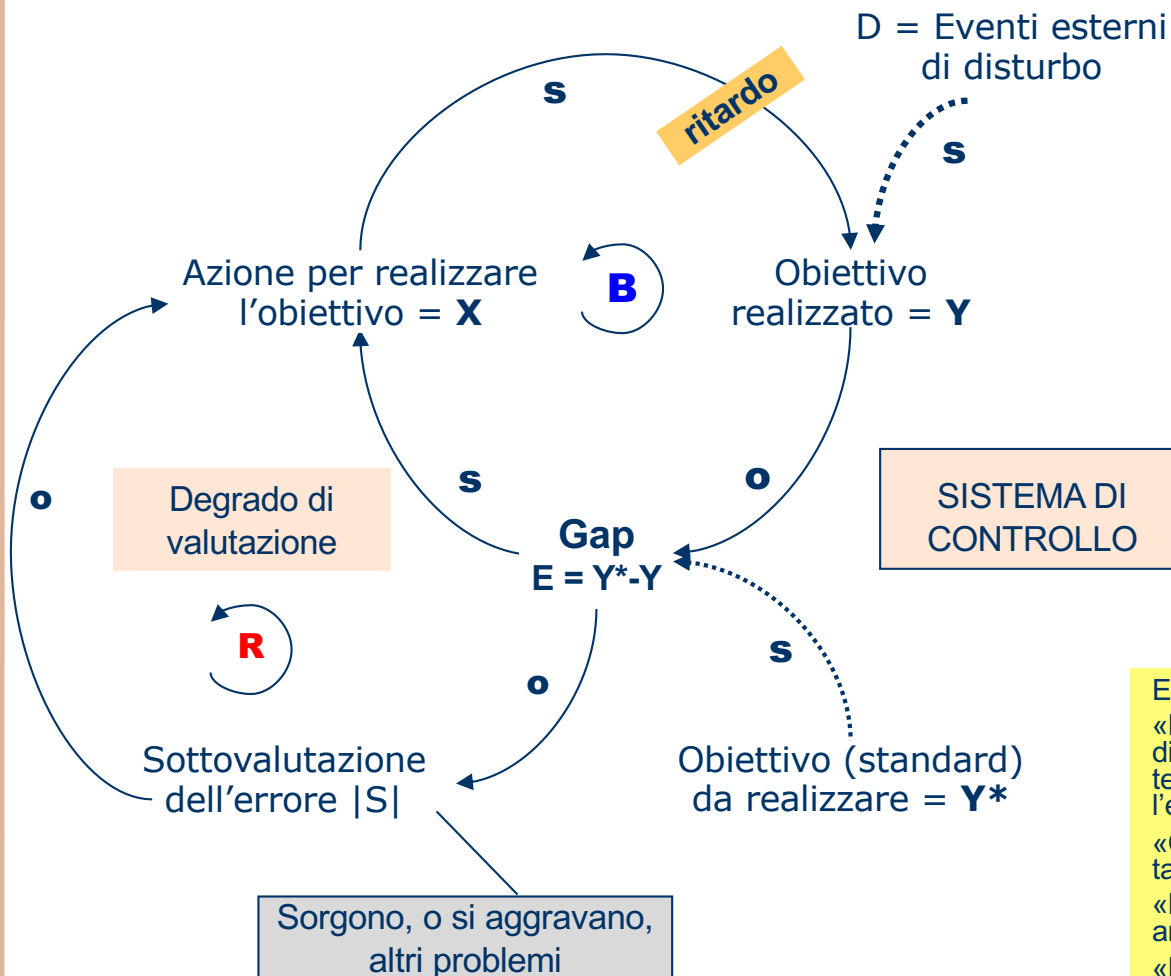 D = Eventi esterni
di disturbo
s
ritardo
s
Azione per realizzare
l'obiettivo = X
B
Obiettivo
realizzato = Y
o
Degrado di
valutazione
s
o
SISTEMA DI
CONTROLLO
Gap
E = Y*-Y
R
s
o
Sottovalutazione
dell'errore |S|
Obiettivo (standard)
da realizzare = Y*
Sorgono, o si aggravano,
altri problemi